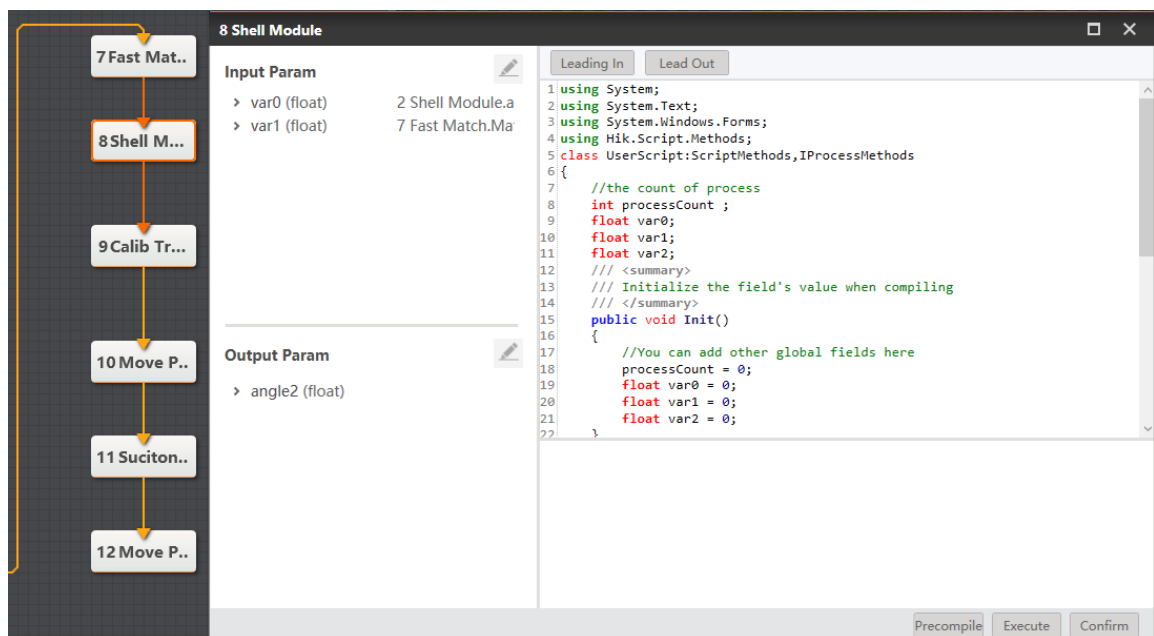 7 Fast Mat..
8 Shell M...
9 Calib Tr...
10 Move P..
11 Suciton..
12 Move P..
8 Shell Module
Input Param
var0 (float) 2 Shell Module.a
var1 (float) 7 Fast Match.Ma
Output Param
angle2 (float)
Leading In Lead Out
1 using System;
2 using System.Text;
3 using System.Windows.Forms;
4 using Hik.Script.Methods;
5 class UserScript:ScriptMethods,IProcessMethods
6 {
7 //the count of process
8 int processCount ;
9 float var0;
10 float var1;
11 float var2;
12 /// <summary>
13 /// Initialize the field's value when compiling
14 /// </summary>
15 public void Init()
16 {
17 //You can add other global fields here
18 processCount = 0;
19 float var0 = 0;
20 float var1 = 0;
21 float var2 = 0;
22 }
Precompile Execute Confirm